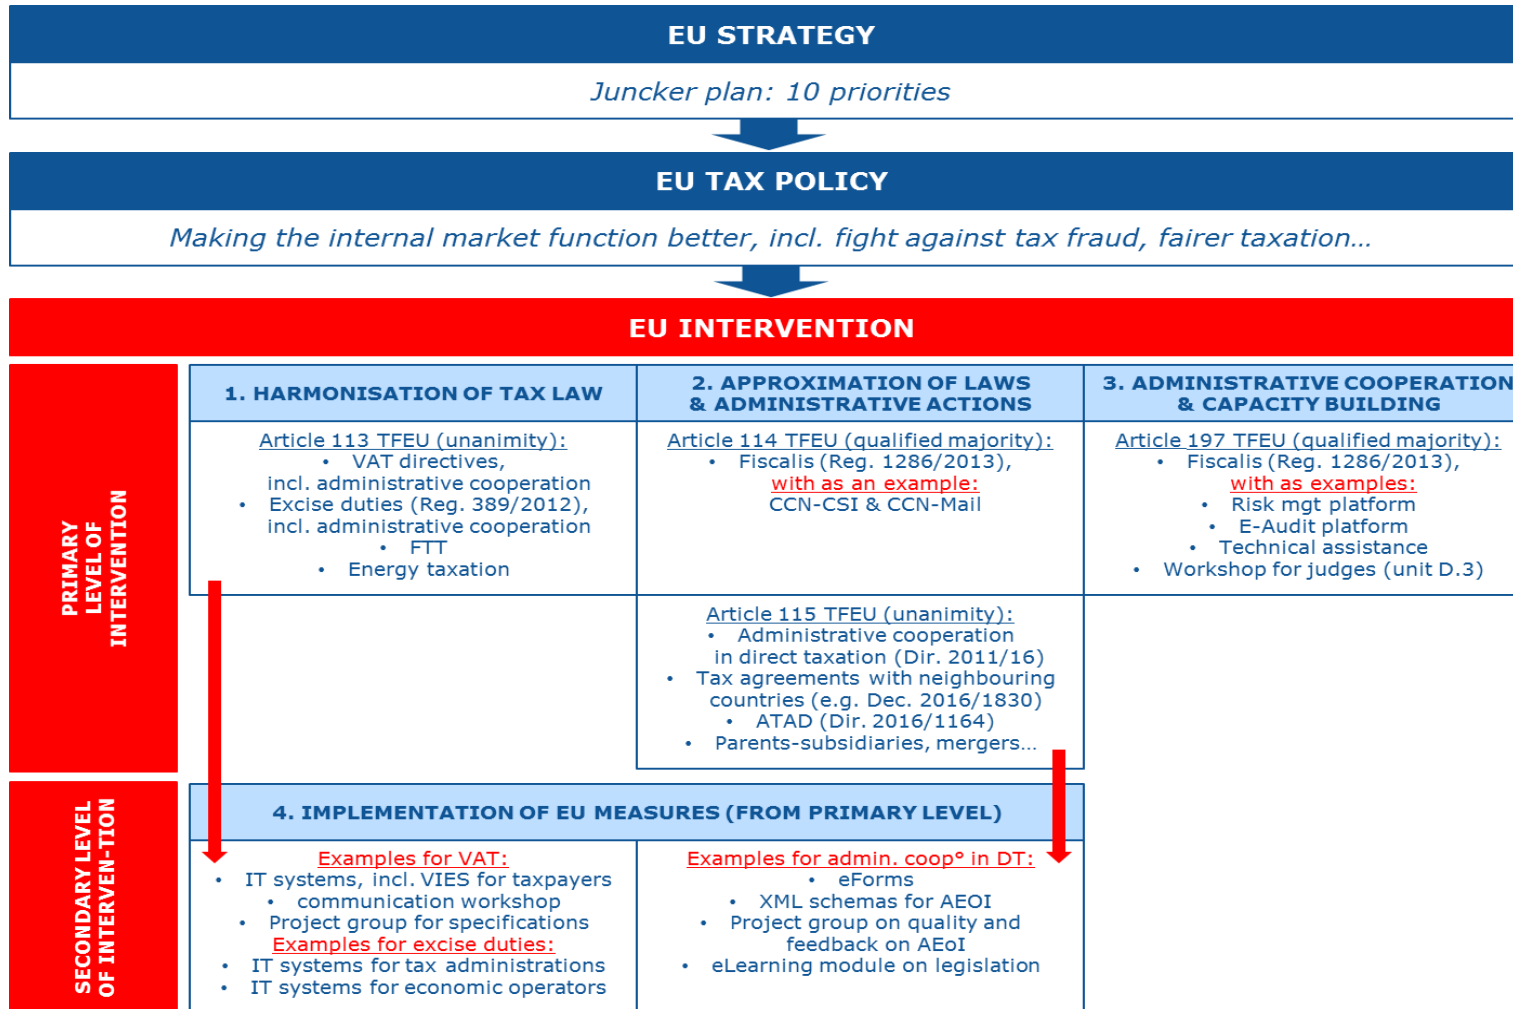 EU STRATEGY
Juncker plan: 10 priorities
EU TAX POLICY
Making the internal market function better, incl. fight against tax fraud, fairer taxation...
EU INTERVENTION
PRIMARY
LEVEL OF
INTERVENTION
1. HARMONISATION OF TAX LAW
Article 113 TFEU (unanimity):
• VAT directives,
incl. administrative cooperation
• Excise duties (Reg. 389/2012),
incl. administrative cooperation
• FTT
• Energy taxation
2. APPROXIMATION OF LAWS
& ADMINISTRATIVE ACTIONS
Article 114 TFEU (qualified majority):
• Fiscalis (Reg. 1286/2013),
with as an example:
CCN-CSI & CCN-Mail
Article 115 TFEU (unanimity):
• Administrative cooperation
in direct taxation (Dir. 2011/16)
• Tax agreements with neighbouring
countries (e.g. Dec. 2016/1830)
• ATAD (Dir. 2016/1164)
• Parents-subsidiaries, mergers...
3. ADMINISTRATIVE COOPERATION
& CAPACITY BUILDING
Article 197 TFEU (qualified majority):
• Fiscalis (Reg. 1286/2013),
with as examples:
• Risk mgt platform
• E-Audit platform
• Technical assistance
• Workshop for judges (unit D.3)
SECONDARY LEVEL
OF INTERVEN-TION
4. IMPLEMENTATION OF EU MEASURES (FROM PRIMARY LEVEL)
Examples for VAT:
• IT systems, incl. VIES for taxpayers
• communication workshop
• Project group for specifications
Examples for excise duties:
• IT systems for tax administrations
• IT systems for economic operators
Examples for admin. coop° in DT:
• eForms
• XML schemas for AEOI
• Project group on quality and
feedback on AEoI
• eLearning module on legislation